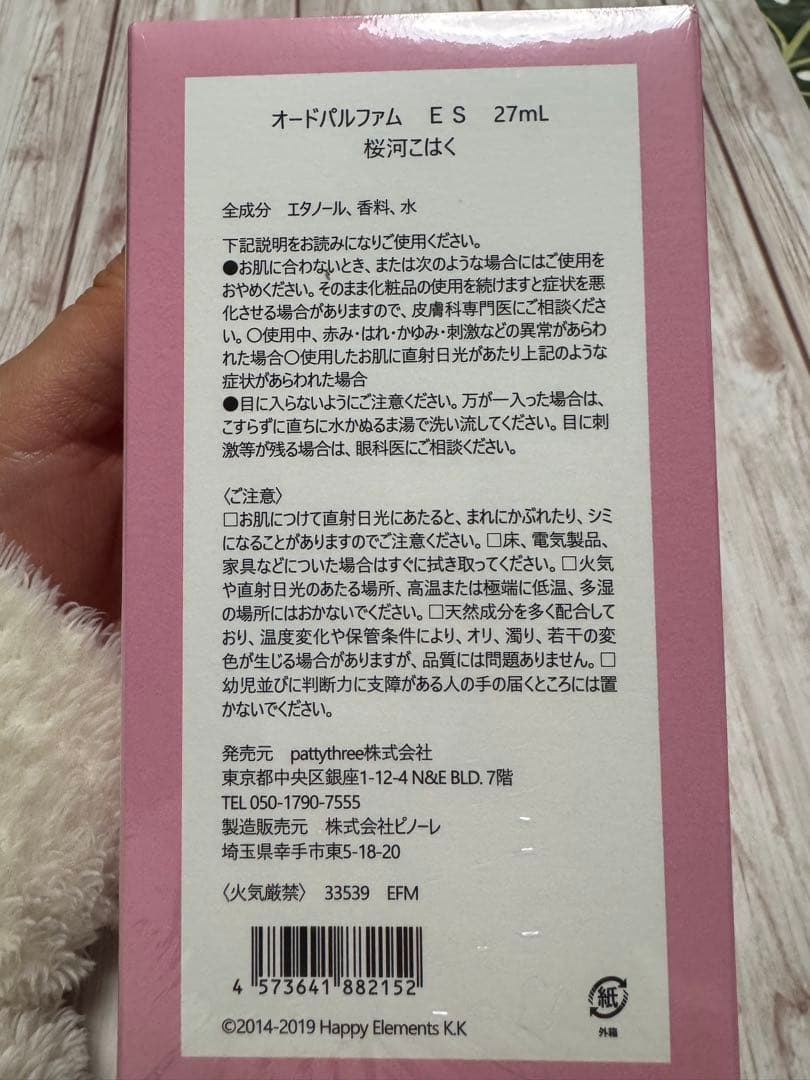 オードパルファム　ＥＳ　27mL
桜河こはく
全成分　エタノール、香料、水
下記説明をお読みになりご使用ください。
●お肌に合わないとき、または次のような場合にはご使用を
おやめください。そのまま化粧品の使用を続けますと症状を悪
化させる場合がありますので、皮膚科専門医にご相談くださ
い。〇使用中、赤み・はれ・かゆみ・刺激などの異常があらわ
れた場合〇使用したお肌に直射日光があたり上記のような
症状があらわれた場合
●目に入らないようにご注意ください。万が一入った場合は、
こすらずに直ちに水かぬるま湯で洗い流してください。目に刺
激等が残る場合は、眼科医にご相談ください。
〈ご注意〉
□お肌につけて直射日光にあたると、まれにかぶれたり、シミ
になることがありますのでご注意ください。□床、電気製品、
家具などについた場合はすぐに拭き取ってください。□火気
や直射日光のあたる場所、高温または極端に低温、多湿
の場所にはおかないでください。□天然成分を多く配合して
おり、温度変化や保管条件により、オリ、濁り、若干の変
色が生じる場合がありますが、品質には問題ありません。□
幼児並びに判断力に支障がある人の手の届くところには置
かないでください。
発売元　pattythree株式会社
東京都中央区銀座1-12-4 N&E BLD. 7階
TEL 050-1790-7555
製造販売元　株式会社ピノーレ
埼玉県幸手市東5-18-20
〈火気厳禁〉　33539　EFM
4 573641 882152
紙
外箱
©2014-2019 Happy Elements K.K